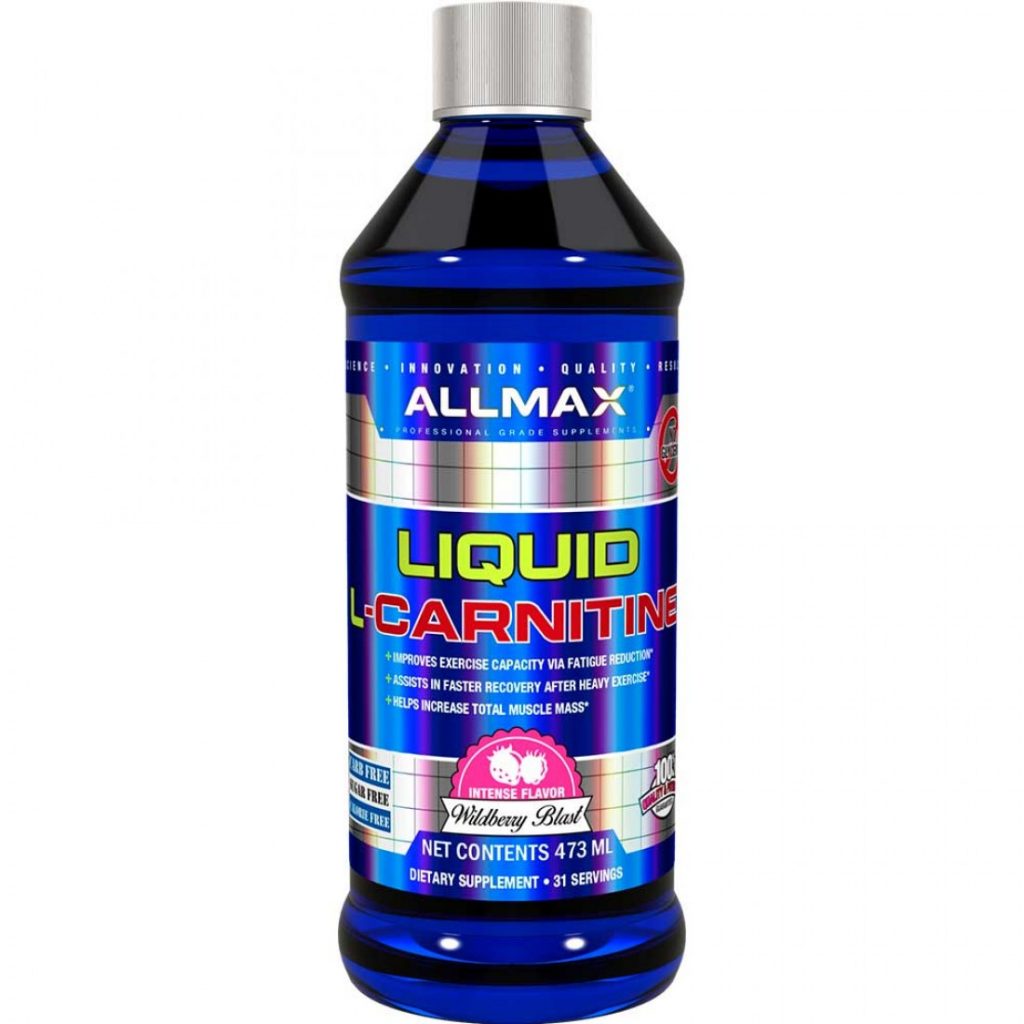 • INNOVATION • QUALITY •
ALLMAX®
• PROFESSIONAL GRADE SUPPLEMENTS •
LIQUID
L-CARNITINE
+ IMPROVES EXERCISE CAPACITY VIA FATIGUE REDUCTION*
+ ASSISTS IN FASTER RECOVERY AFTER HEAVY EXERCISE*
+ HELPS INCREASE TOTAL MUSCLE MASS*
FREE
FREE
FREE
INTENSE FLAVOR
Wildberry Blast
NET CONTENTS 473 ML
DIETARY SUPPLEMENT • 31 SERVINGS